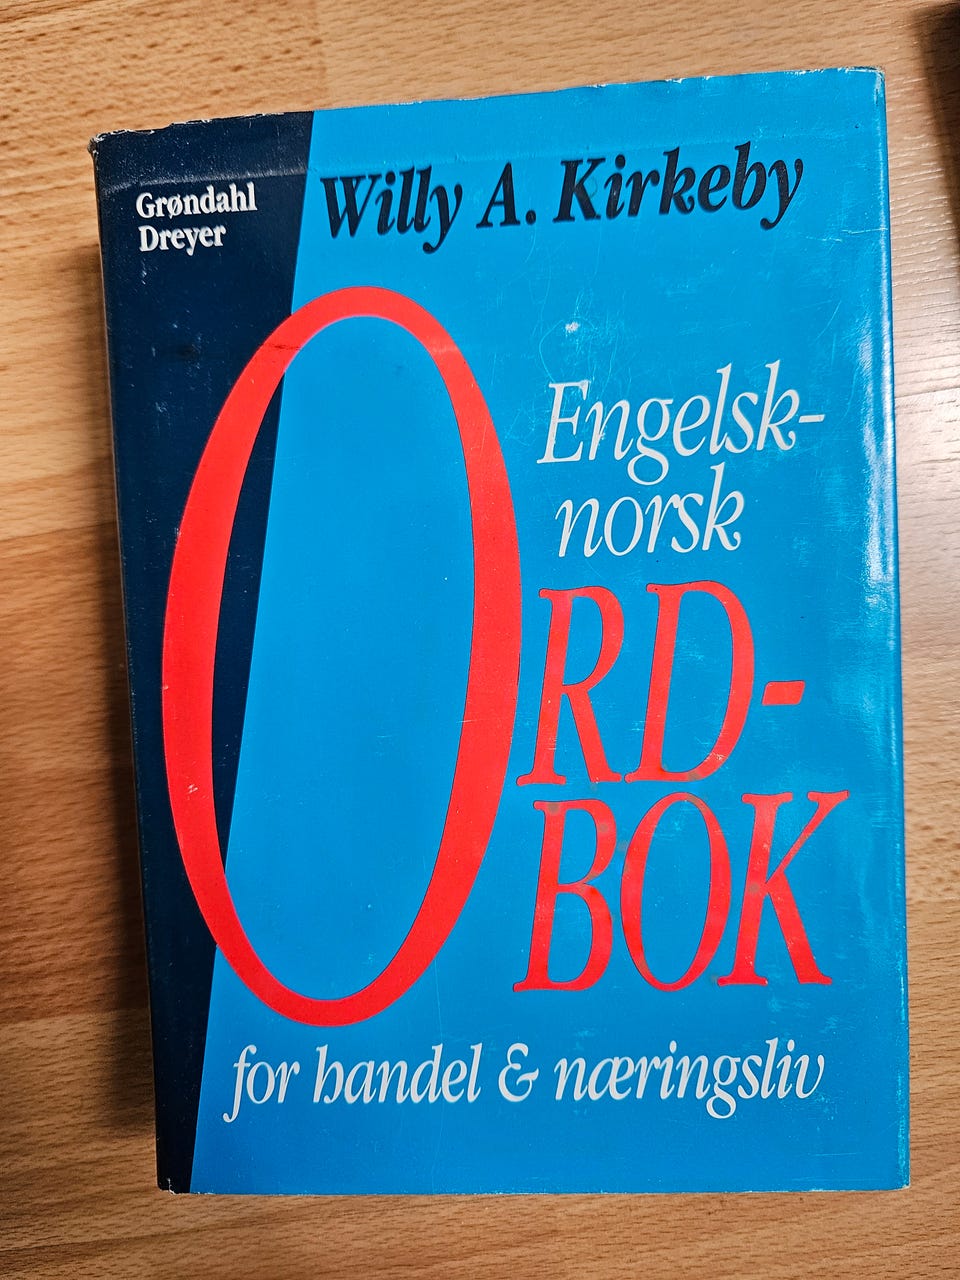 Grøndahl
Dreyer
Willy A. Kirkeby
Engelsk-
norsk
ORD-
BOK
for handel & næringsliv